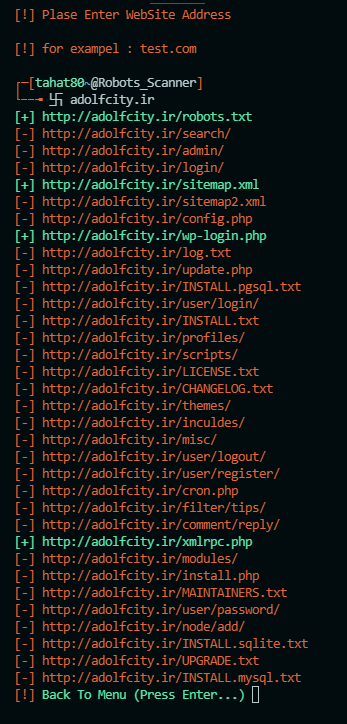 [!] Plase Enter WebSite Address
[!] for exampel : test.com
┌─[tahat80~@Robots_Scanner]
└──╼ 卐 adolfcity.ir
[+] http://adolfcity.ir/robots.txt
[-] http://adolfcity.ir/search/
[-] http://adolfcity.ir/admin/
[-] http://adolfcity.ir/login/
[+] http://adolfcity.ir/sitemap.xml
[-] http://adolfcity.ir/sitemap2.xml
[-] http://adolfcity.ir/config.php
[+] http://adolfcity.ir/wp-login.php
[-] http://adolfcity.ir/log.txt
[-] http://adolfcity.ir/update.php
[-] http://adolfcity.ir/INSTALL.pgsql.txt
[-] http://adolfcity.ir/user/login/
[-] http://adolfcity.ir/INSTALL.txt
[-] http://adolfcity.ir/profiles/
[-] http://adolfcity.ir/scripts/
[-] http://adolfcity.ir/LICENSE.txt
[-] http://adolfcity.ir/CHANGELOG.txt
[-] http://adolfcity.ir/themes/
[-] http://adolfcity.ir/inculdes/
[-] http://adolfcity.ir/misc/
[-] http://adolfcity.ir/user/logout/
[-] http://adolfcity.ir/user/register/
[-] http://adolfcity.ir/cron.php
[-] http://adolfcity.ir/filter/tips/
[-] http://adolfcity.ir/comment/reply/
[+] http://adolfcity.ir/xmlrpc.php
[-] http://adolfcity.ir/modules/
[-] http://adolfcity.ir/install.php
[-] http://adolfcity.ir/MAINTAINERS.txt
[-] http://adolfcity.ir/user/password/
[-] http://adolfcity.ir/node/add/
[-] http://adolfcity.ir/INSTALL.sqlite.txt
[-] http://adolfcity.ir/UPGRADE.txt
[-] http://adolfcity.ir/INSTALL.mysql.txt
[!] Back To Menu (Press Enter...)